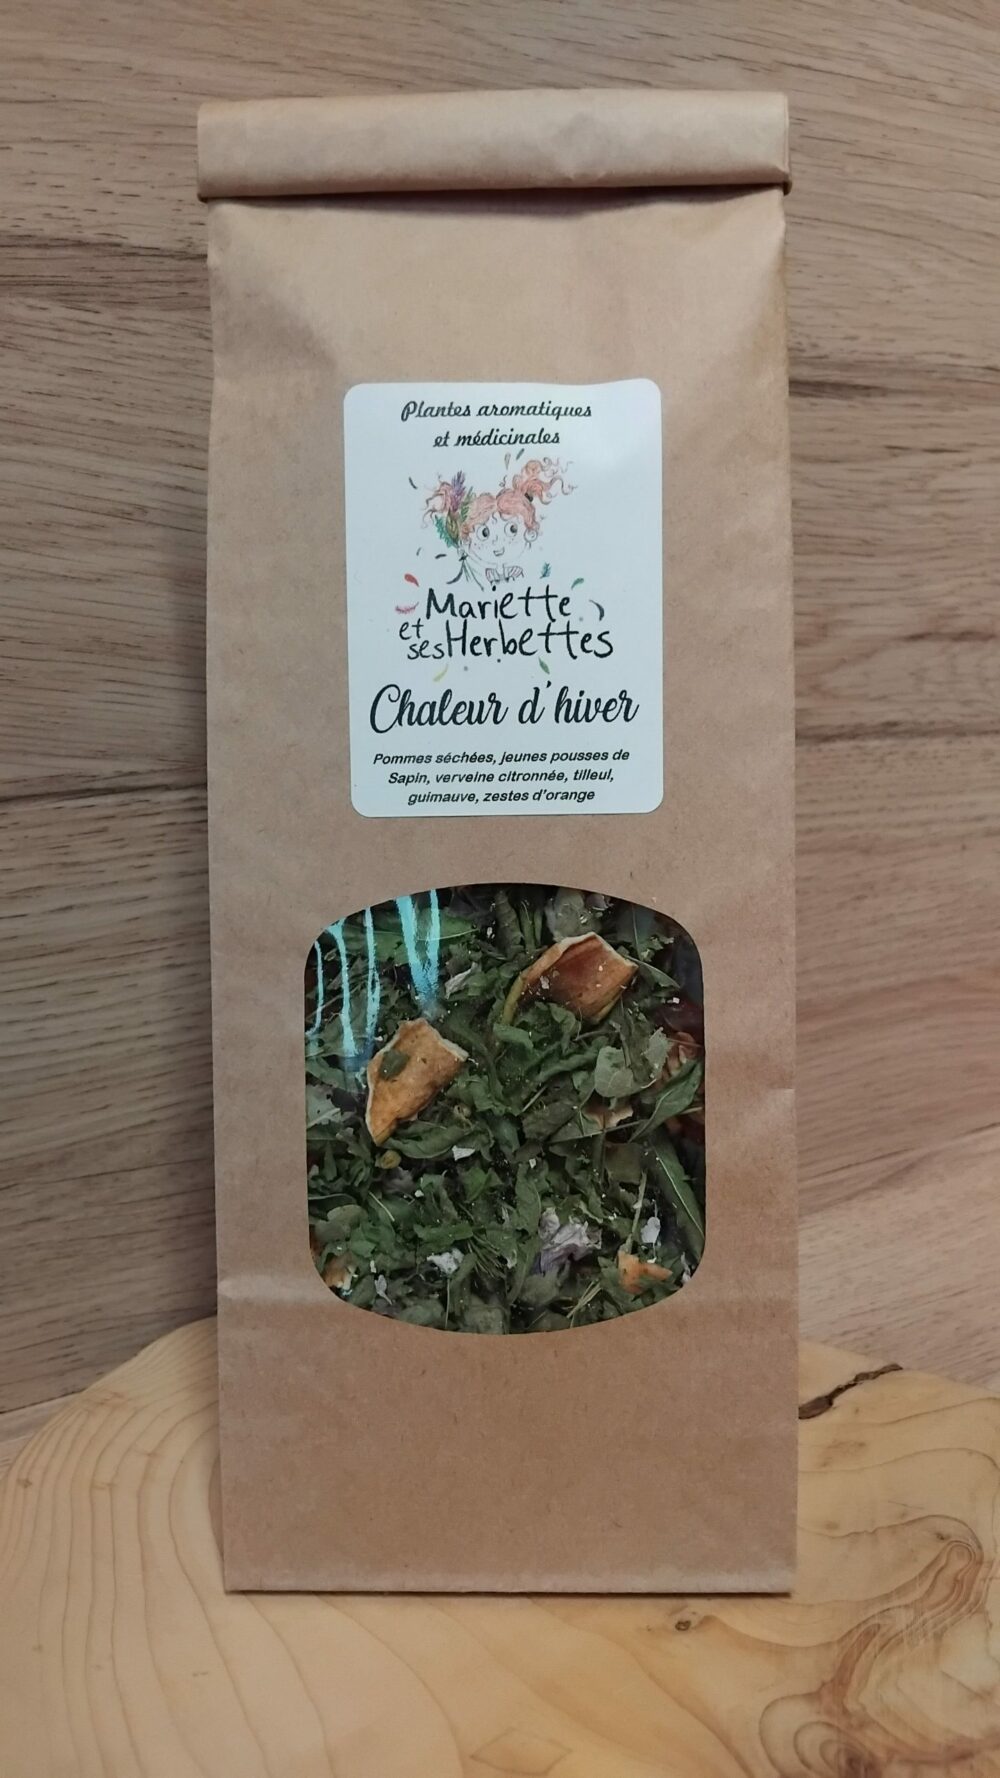 Plantes aromatiques
et médicinales
Mariette
et ses Herbettes
Chaleur d'hiver
Pommes séchées, jeunes pousses de
Sapin, verveine citronnée, tilleul,
guimauve, zestes d'orange